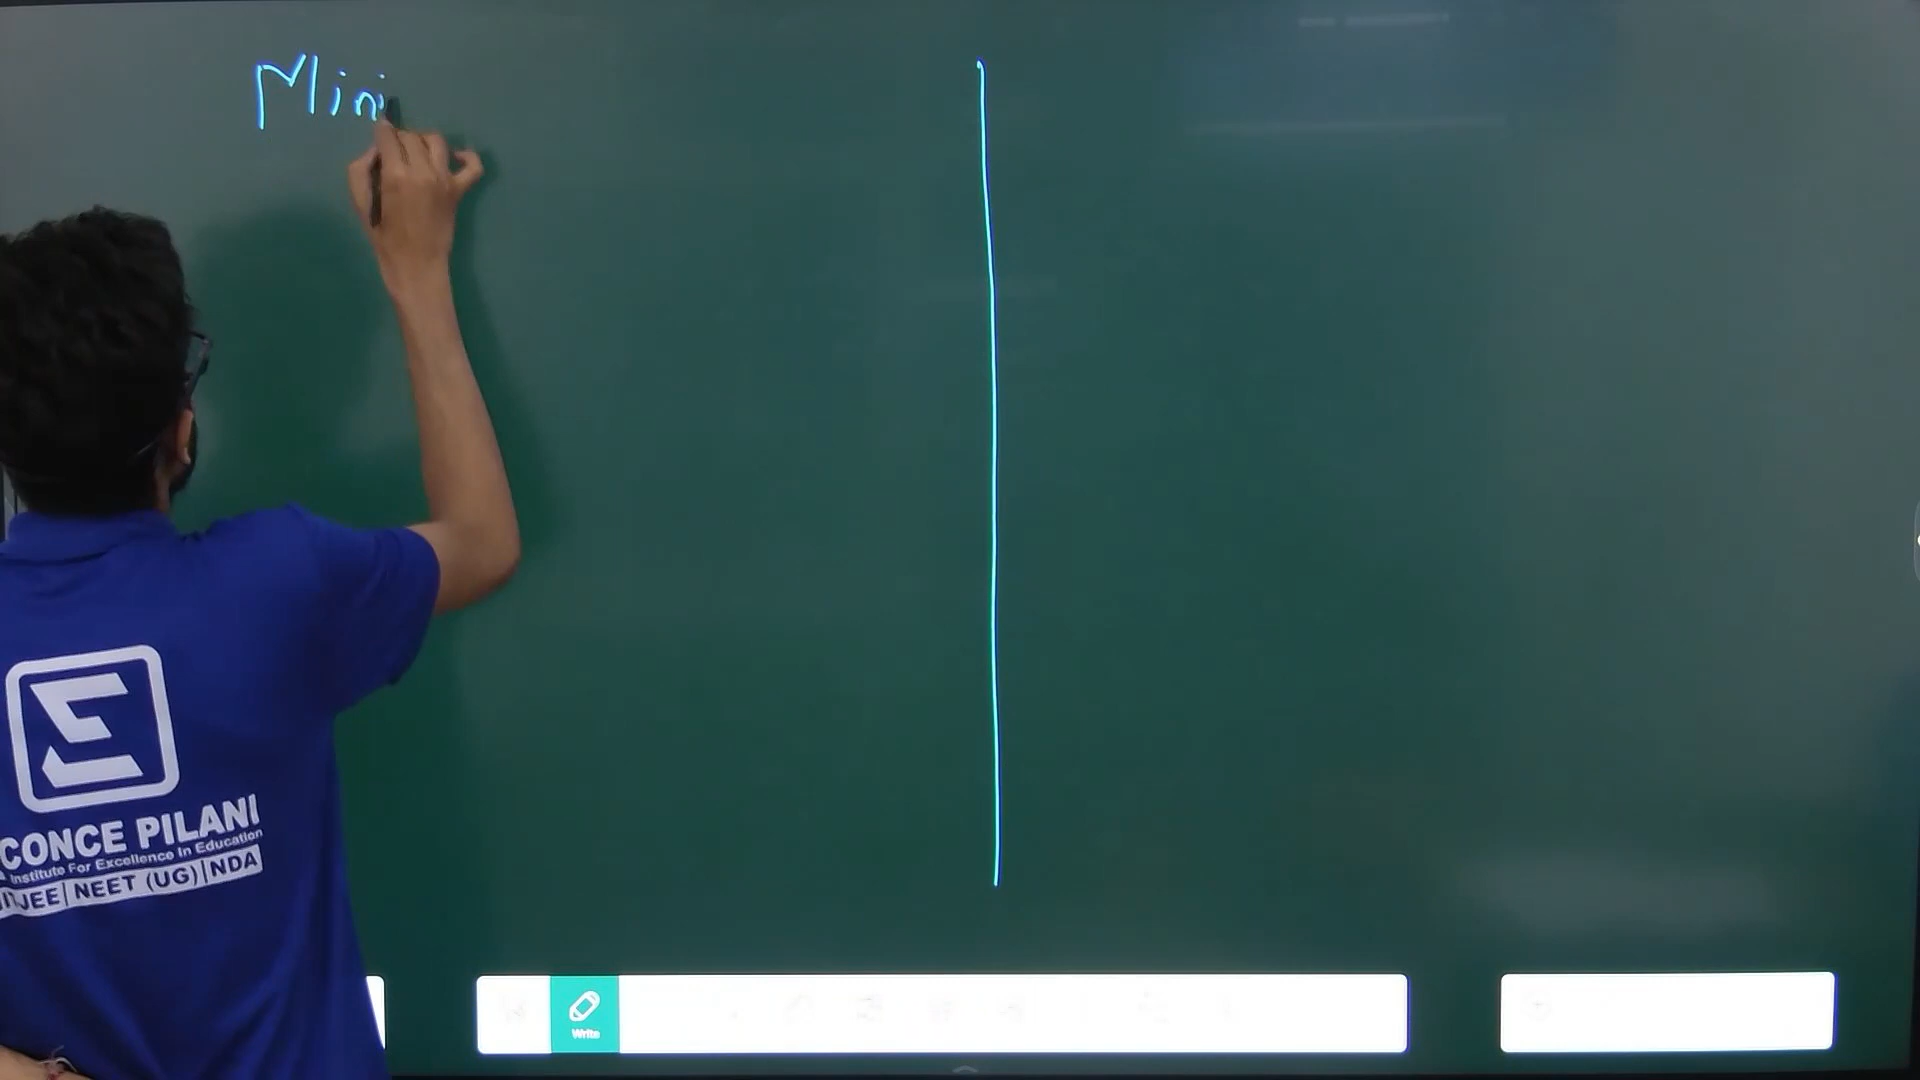 Mini
CONCE PILANI
Institute For Excellence In Education
JEE | NEET (UG) | NDA
Write